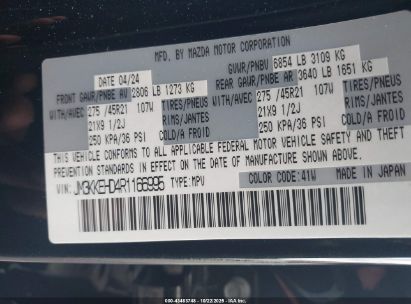 MFD. BY MAZDA MOTOR CORPORATION
DATE 04/24
GVWR/PNBV 6854 LB 3109 KG
FRONT GAWR/PNBE AV 2806 LB 1273 KG
REAR GAWR/PNBE AR 3640 LB 1651 KG
WITH/AVEC 275 /45R21 107W TIRES/PNEUS
21X9 1/2J RIMS/JANTES
250 KPA/36 PSI COLD/A FROID
WITH/AVEC 275 /45R21 107W TIRES/PNEUS
21X9 1/2J RIMS/JANTES
250 KPA/36 PSI COLD/A FROID
THIS VEHICLE CONFORMS TO ALL APPLICABLE FEDERAL MOTOR VEHICLE SAFETY, BUMPER, AND THEFT
PREVENTION STANDARDS IN EFFECT ON THE DATE OF MANUFACTURE SHOWN ABOVE.
VIN: JM3KKEHD4R1166995 TYPE: MPV
COLOR CODE: 41W
MADE IN JAPAN